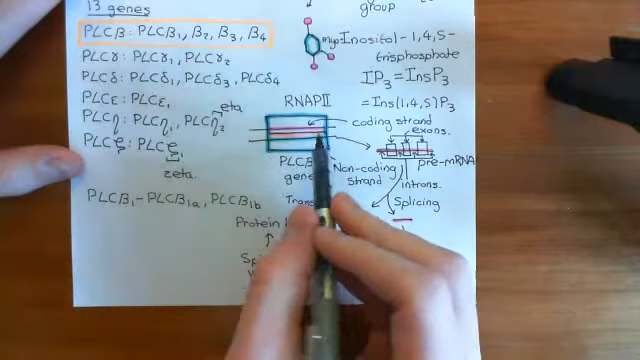 13 genes
PLCβ: PLCβ₁, β₂, β₃, β₄
PLCγ: PLCγ₁, PLCγ₂
PLCδ: PLCδ₁, PLCδ₃, PLCδ₄
PLCε: PLCε₁
PLCη: PLCη₁, PLCη₂ eta
PLCζ: PLCζ
zeta.
PLCβ₁ - PLCβ₁a, PLCβ₁b
group
myoInositol-1,4,5-
trisphosphate
IP₃ = InsP₃
= Ins(1,4,5)P₃
RNAPII
coding strand
exons.
pre-mRNA
Non-coding
strand
introns.
Splicing
PLCβ
gene
Trans
Protein